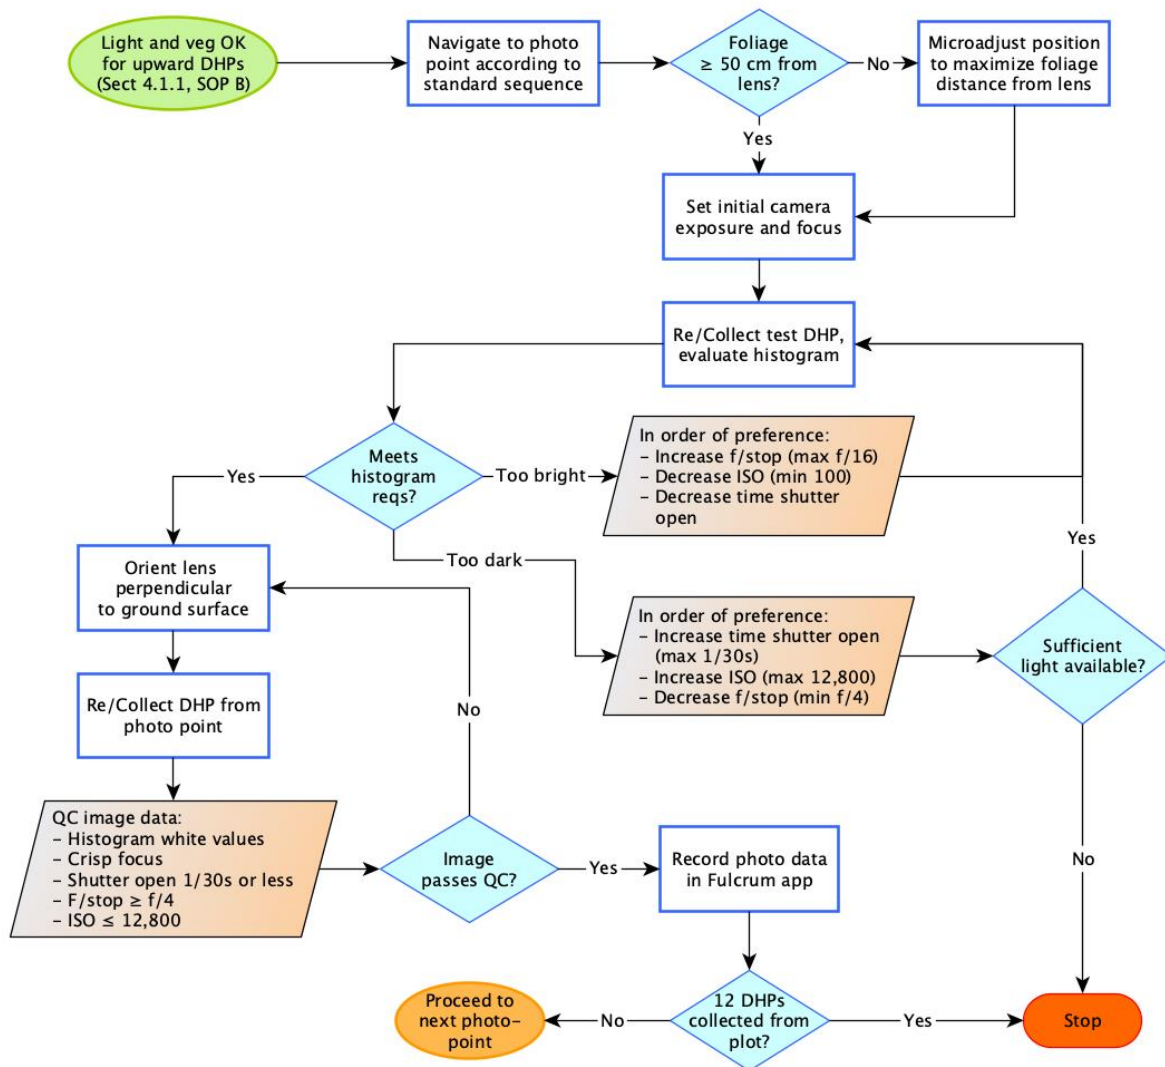 Light and veg OK
for upward DHPs
(Sect 4.1.1, SOP B)
Navigate to photo
point according to
standard sequence
Foliage
≥ 50 cm from
lens?
No
Microadjust position
to maximize foliage
distance from lens
Yes
Set initial camera
exposure and focus
Re/Collect test DHP,
evaluate histogram
Meets
histogram
reqs?
Yes
Too bright
In order of preference:
– Increase f/stop (max f/16)
– Decrease ISO (min 100)
– Decrease time shutter
open
Too dark
In order of preference:
– Increase time shutter open
(max 1/30s)
– Increase ISO (max 12,800)
– Decrease f/stop (min f/4)
Yes
Sufficient
light available?
No
Orient lens
perpendicular
to ground surface
Re/Collect DHP from
photo point
No
QC image data:
– Histogram white values
– Crisp focus
– Shutter open 1/30s or less
– F/stop ≥ f/4
– ISO ≤ 12,800
Image
passes QC?
Yes
Record photo data
in Fulcrum app
12 DHPs
collected from
plot?
No
Proceed to
next photo-
point
Yes
Stop